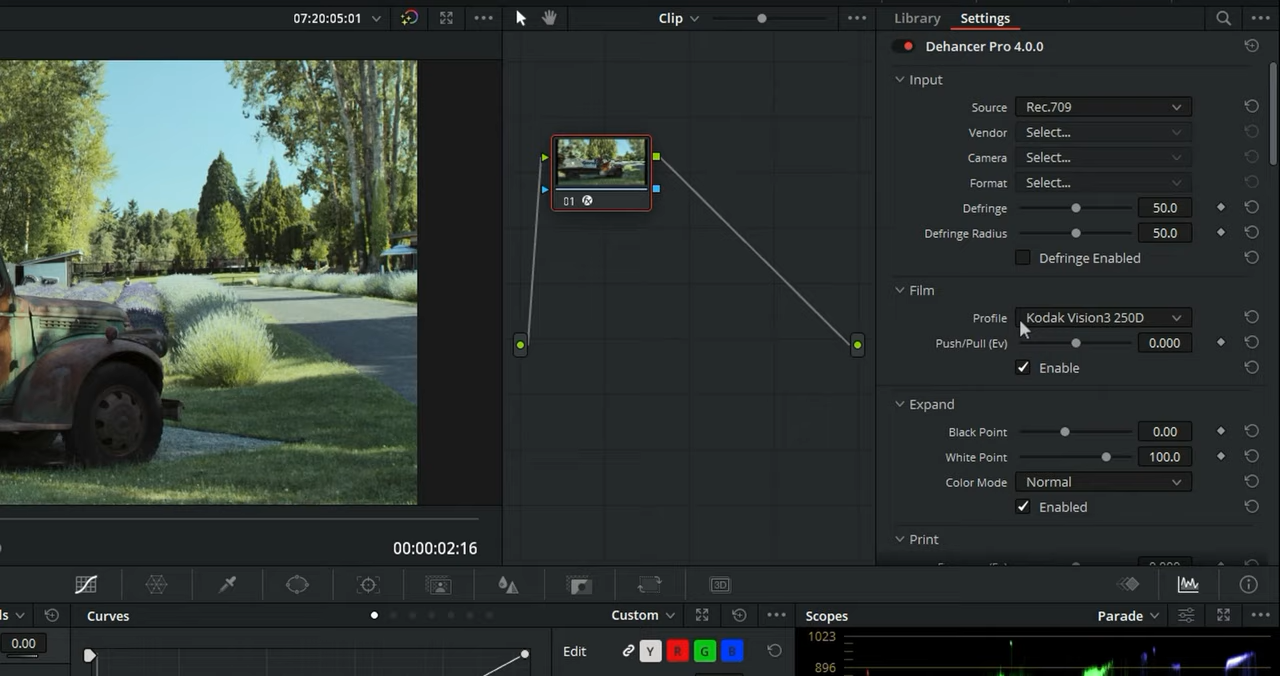 07:20:05:01
Clip
Library Settings
Dehancer Pro 4.0.0
Input
Source Rec.709
Vendor Select...
Camera Select...
Format Select...
Defringe 50.0
Defringe Radius 50.0
Defringe Enabled
Film
Profile Kodak Vision3 250D
Push/Pull (Ev) 0.000
Enable
01
Expand
Black Point 0.00
White Point 100.0
Color Mode Normal
Enabled
Print
00:00:02:16
3D
Curves
Custom
Scopes
Parade
0.00
Edit Y R G B
1023
896